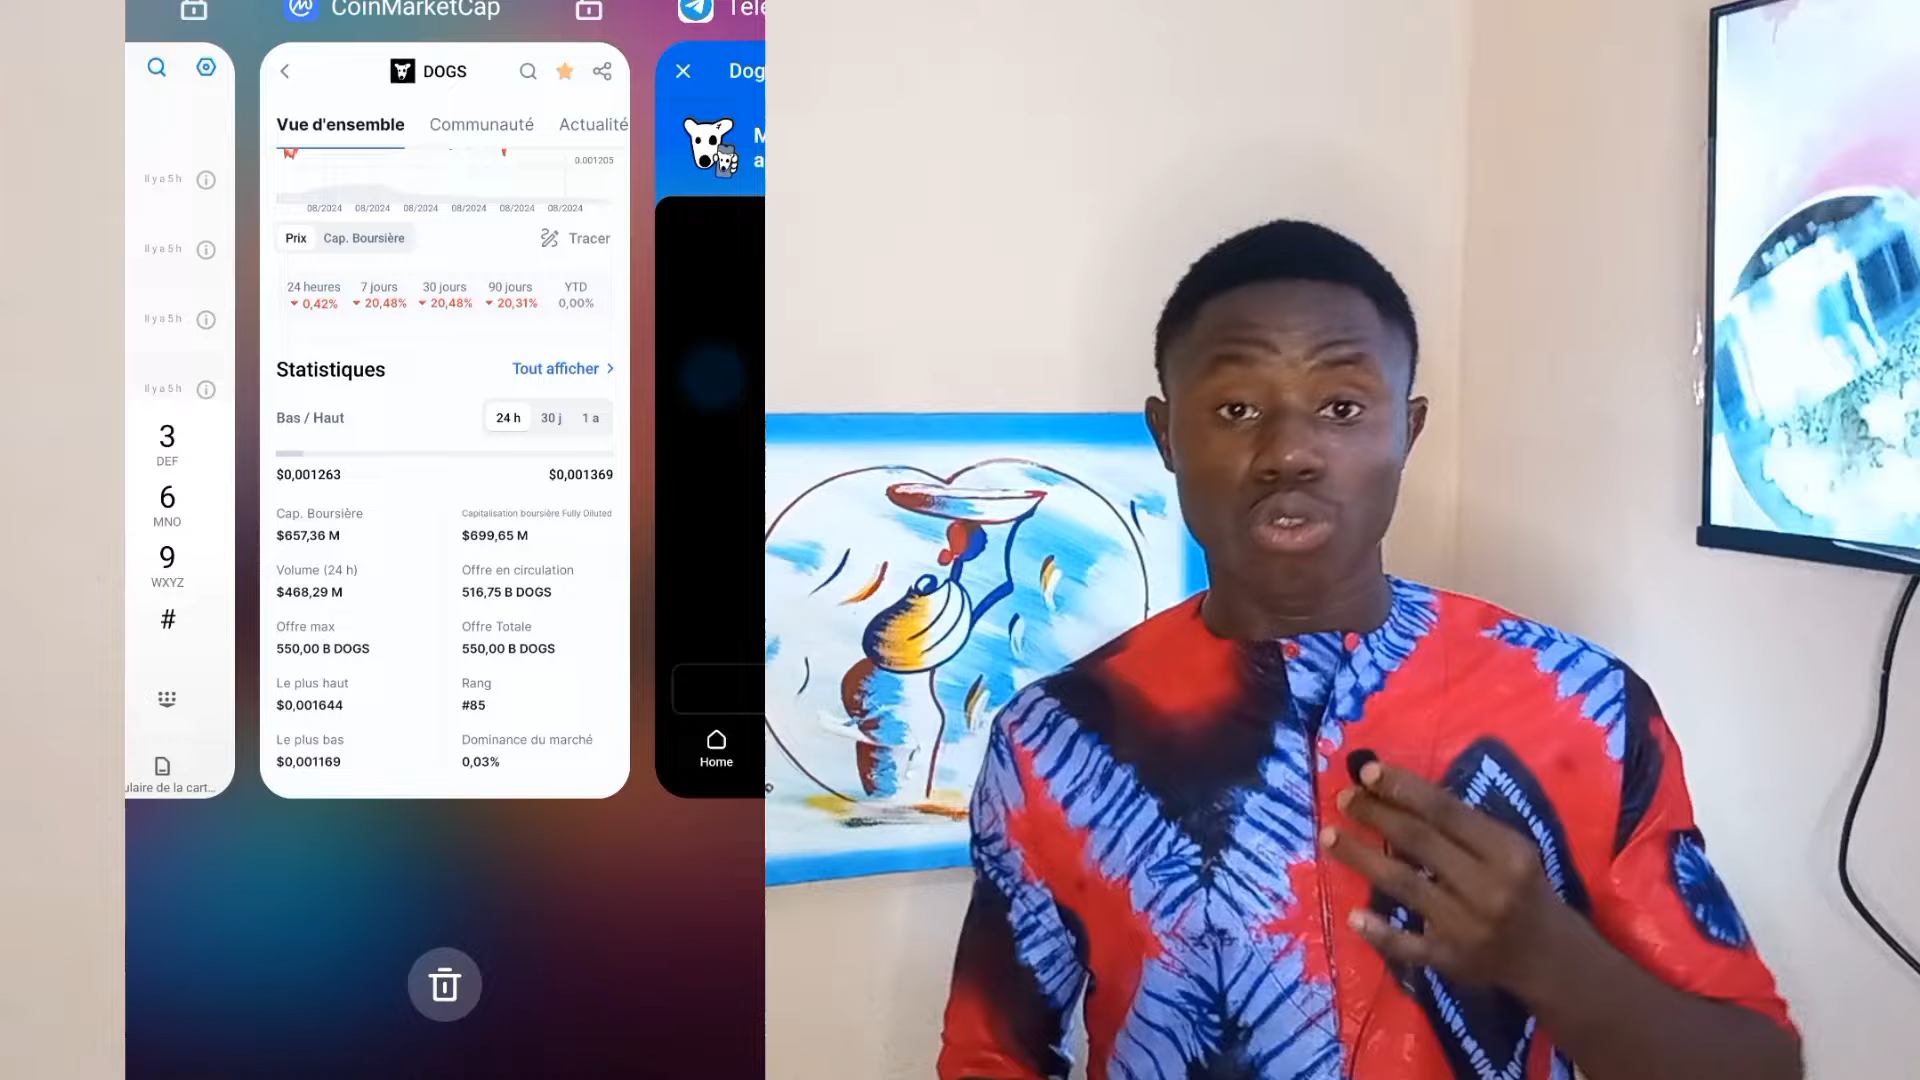 CoinMarketCap
DOGS
Vue d'ensemble
Communauté
Actualité
0.001205
08/2024 08/2024 08/2024 08/2024 08/2024 08/2024
Prix
Cap. Boursière
Tracer
24 heures 7 jours 30 jours 90 jours YTD
0,42% 20,48% 20,48% 20,31% 0,00%
Statistiques
Tout afficher
Bas / Haut
24 h 30 j 1 a
$0,001263 $0,001369
Cap. Boursière Capitalisation boursière Fully Diluted
$657,36 M $699,65 M
Volume (24 h) Offre en circulation
$468,29 M 516,75 B DOGS
Offre max Offre Totale
550,00 B DOGS 550,00 B DOGS
Le plus haut Rang
$0,001644 #85
Le plus bas Dominance du marché
$0,001169 0,03%
Il y a 5 h
Il y a 5 h
Il y a 5 h
Il y a 5 h
3
DEF
6
MNO
9
WXYZ
#
ulaire de la cart...
Tele
Dog
M
a
Home